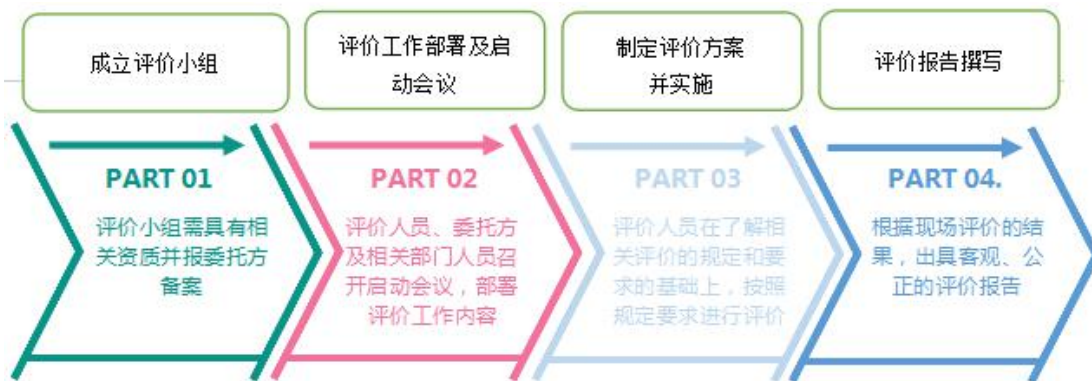 成立评价小组
评价工作部署及启
动会议
制定评价方案
并实施
评价报告撰写
PART 01
评价小组需具有相
关资质并报委托方
备案
PART 02
评价人员、委托方
及相关部门人员召
开启动会议，部署
评价工作内容
PART 03
评价人员在了解相
关评价的规定和要
求的基础上，按照
规定要求进行评价
PART 04.
根据现场评价的结
果，出具客观、公
正的评价报告